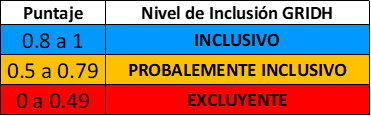 Puntaje Nivel de Inclusión GRIDH
0.8 a 1 INCLUSIVO
0.5 a 0.79 PROBALEMENTE INCLUSIVO
0 a 0.49 EXCLUYENTE